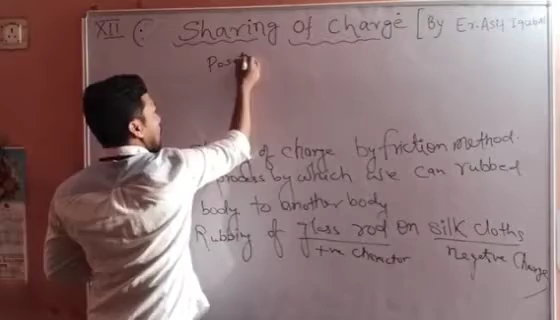 XII (: Sharing of Charge [By Er. Asif Iqubal
Pos
of charge by friction method.
process by which we can rubbed
body to another body
Rubbing of glass rod on silk cloths
+ve character Negative Charge